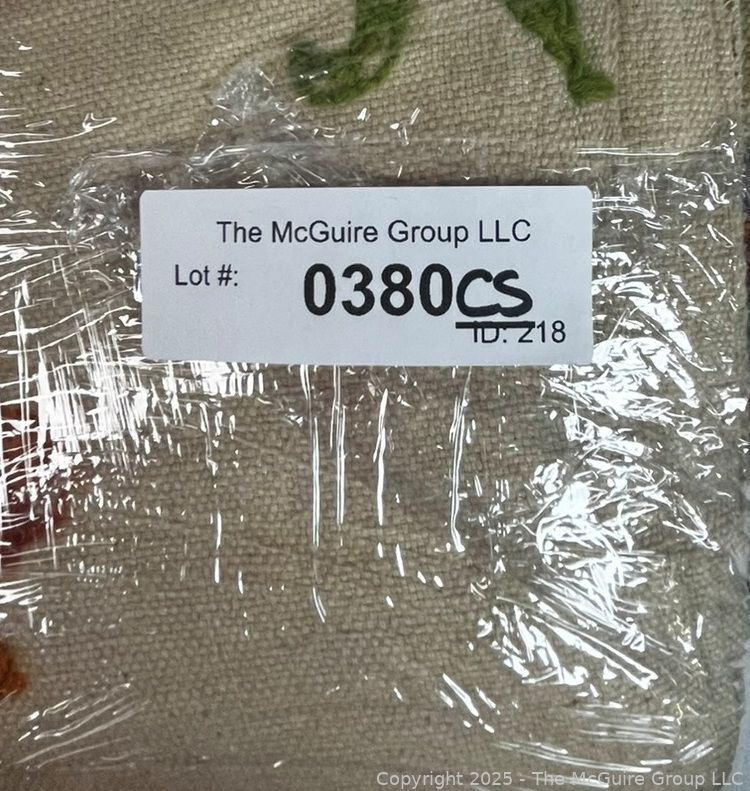 The McGuire Group LLC
Lot #: 0380CS
ID: 218
Copyright 2025 - The McGuire Group LLC